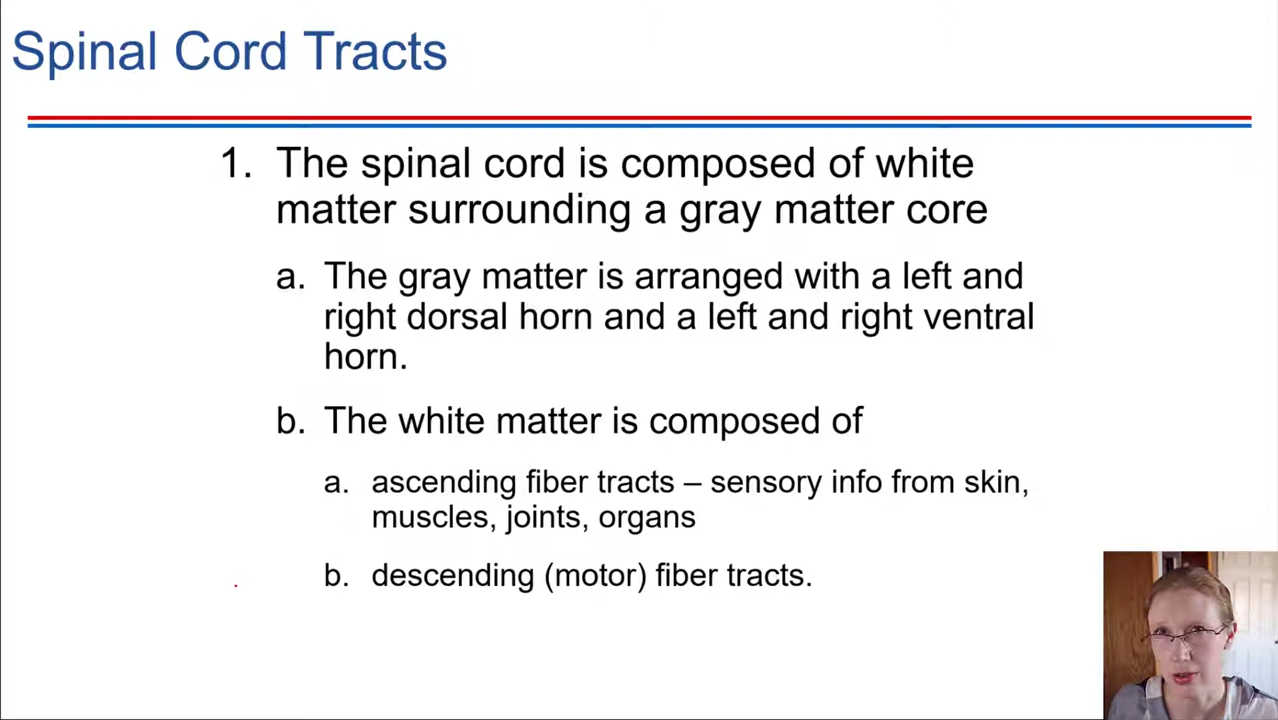 Spinal Cord Tracts
1. The spinal cord is composed of white
matter surrounding a gray matter core
a. The gray matter is arranged with a left and
right dorsal horn and a left and right ventral
horn.
b. The white matter is composed of
a. ascending fiber tracts – sensory info from skin,
muscles, joints, organs
b. descending (motor) fiber tracts.